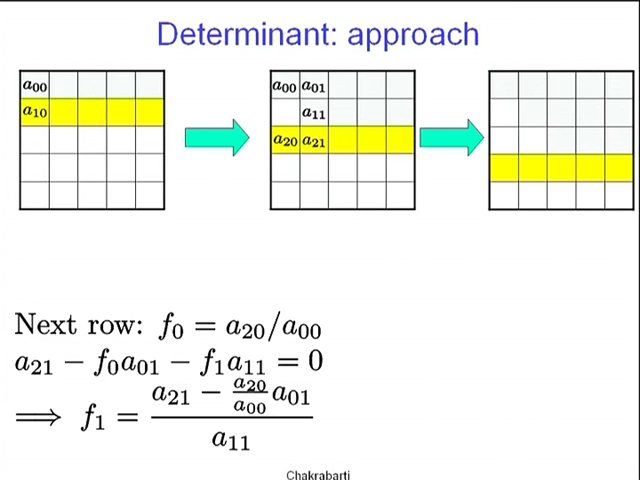 Determinant: approach
a₀₀ a₀₀ a₀₁
a₁₀ a₁₁
a₂₀ a₂₁
Next row: f₀ = a₂₀/a₀₀
a₂₁ − f₀a₀₁ − f₁a₁₁ = 0
⟹ f₁ = (a₂₁ − (a₂₀/a₀₀)a₀₁)/a₁₁
Chakrabarti